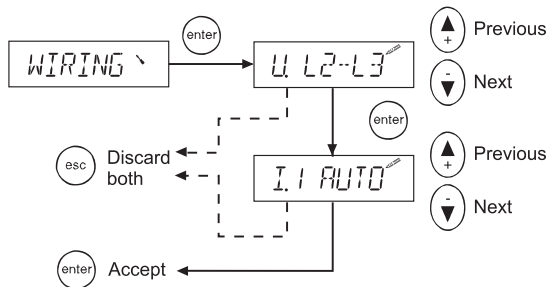 enter
WIRING
U. L2-L3
+
Previous
-
Next
enter
esc
Discard
both
I.1 AUTO
+
Previous
-
Next
enter
Accept